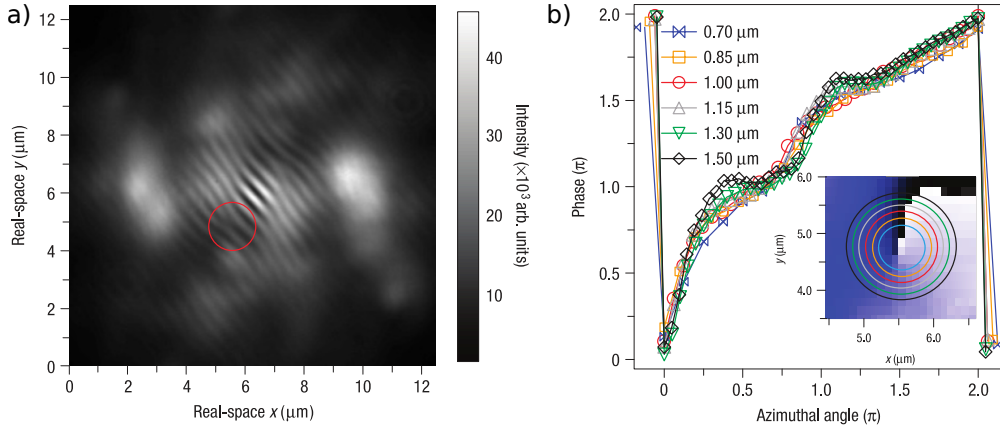 a)
Real-space y (μm)
12
10
8
6
4
2
0
0
2
4
6
8
10
12
Real-space x (μm)
40
30
20
10
Intensity (×10³ arb. units)
b)
Phase (π)
2.0
1.5
1.0
0.5
0
0.70 μm
0.85 μm
1.00 μm
1.15 μm
1.30 μm
1.50 μm
6.0
5.0
4.0
y (μm)
5.0
6.0
x (μm)
0
0.5
1.0
1.5
2.0
Azimuthal angle (π)